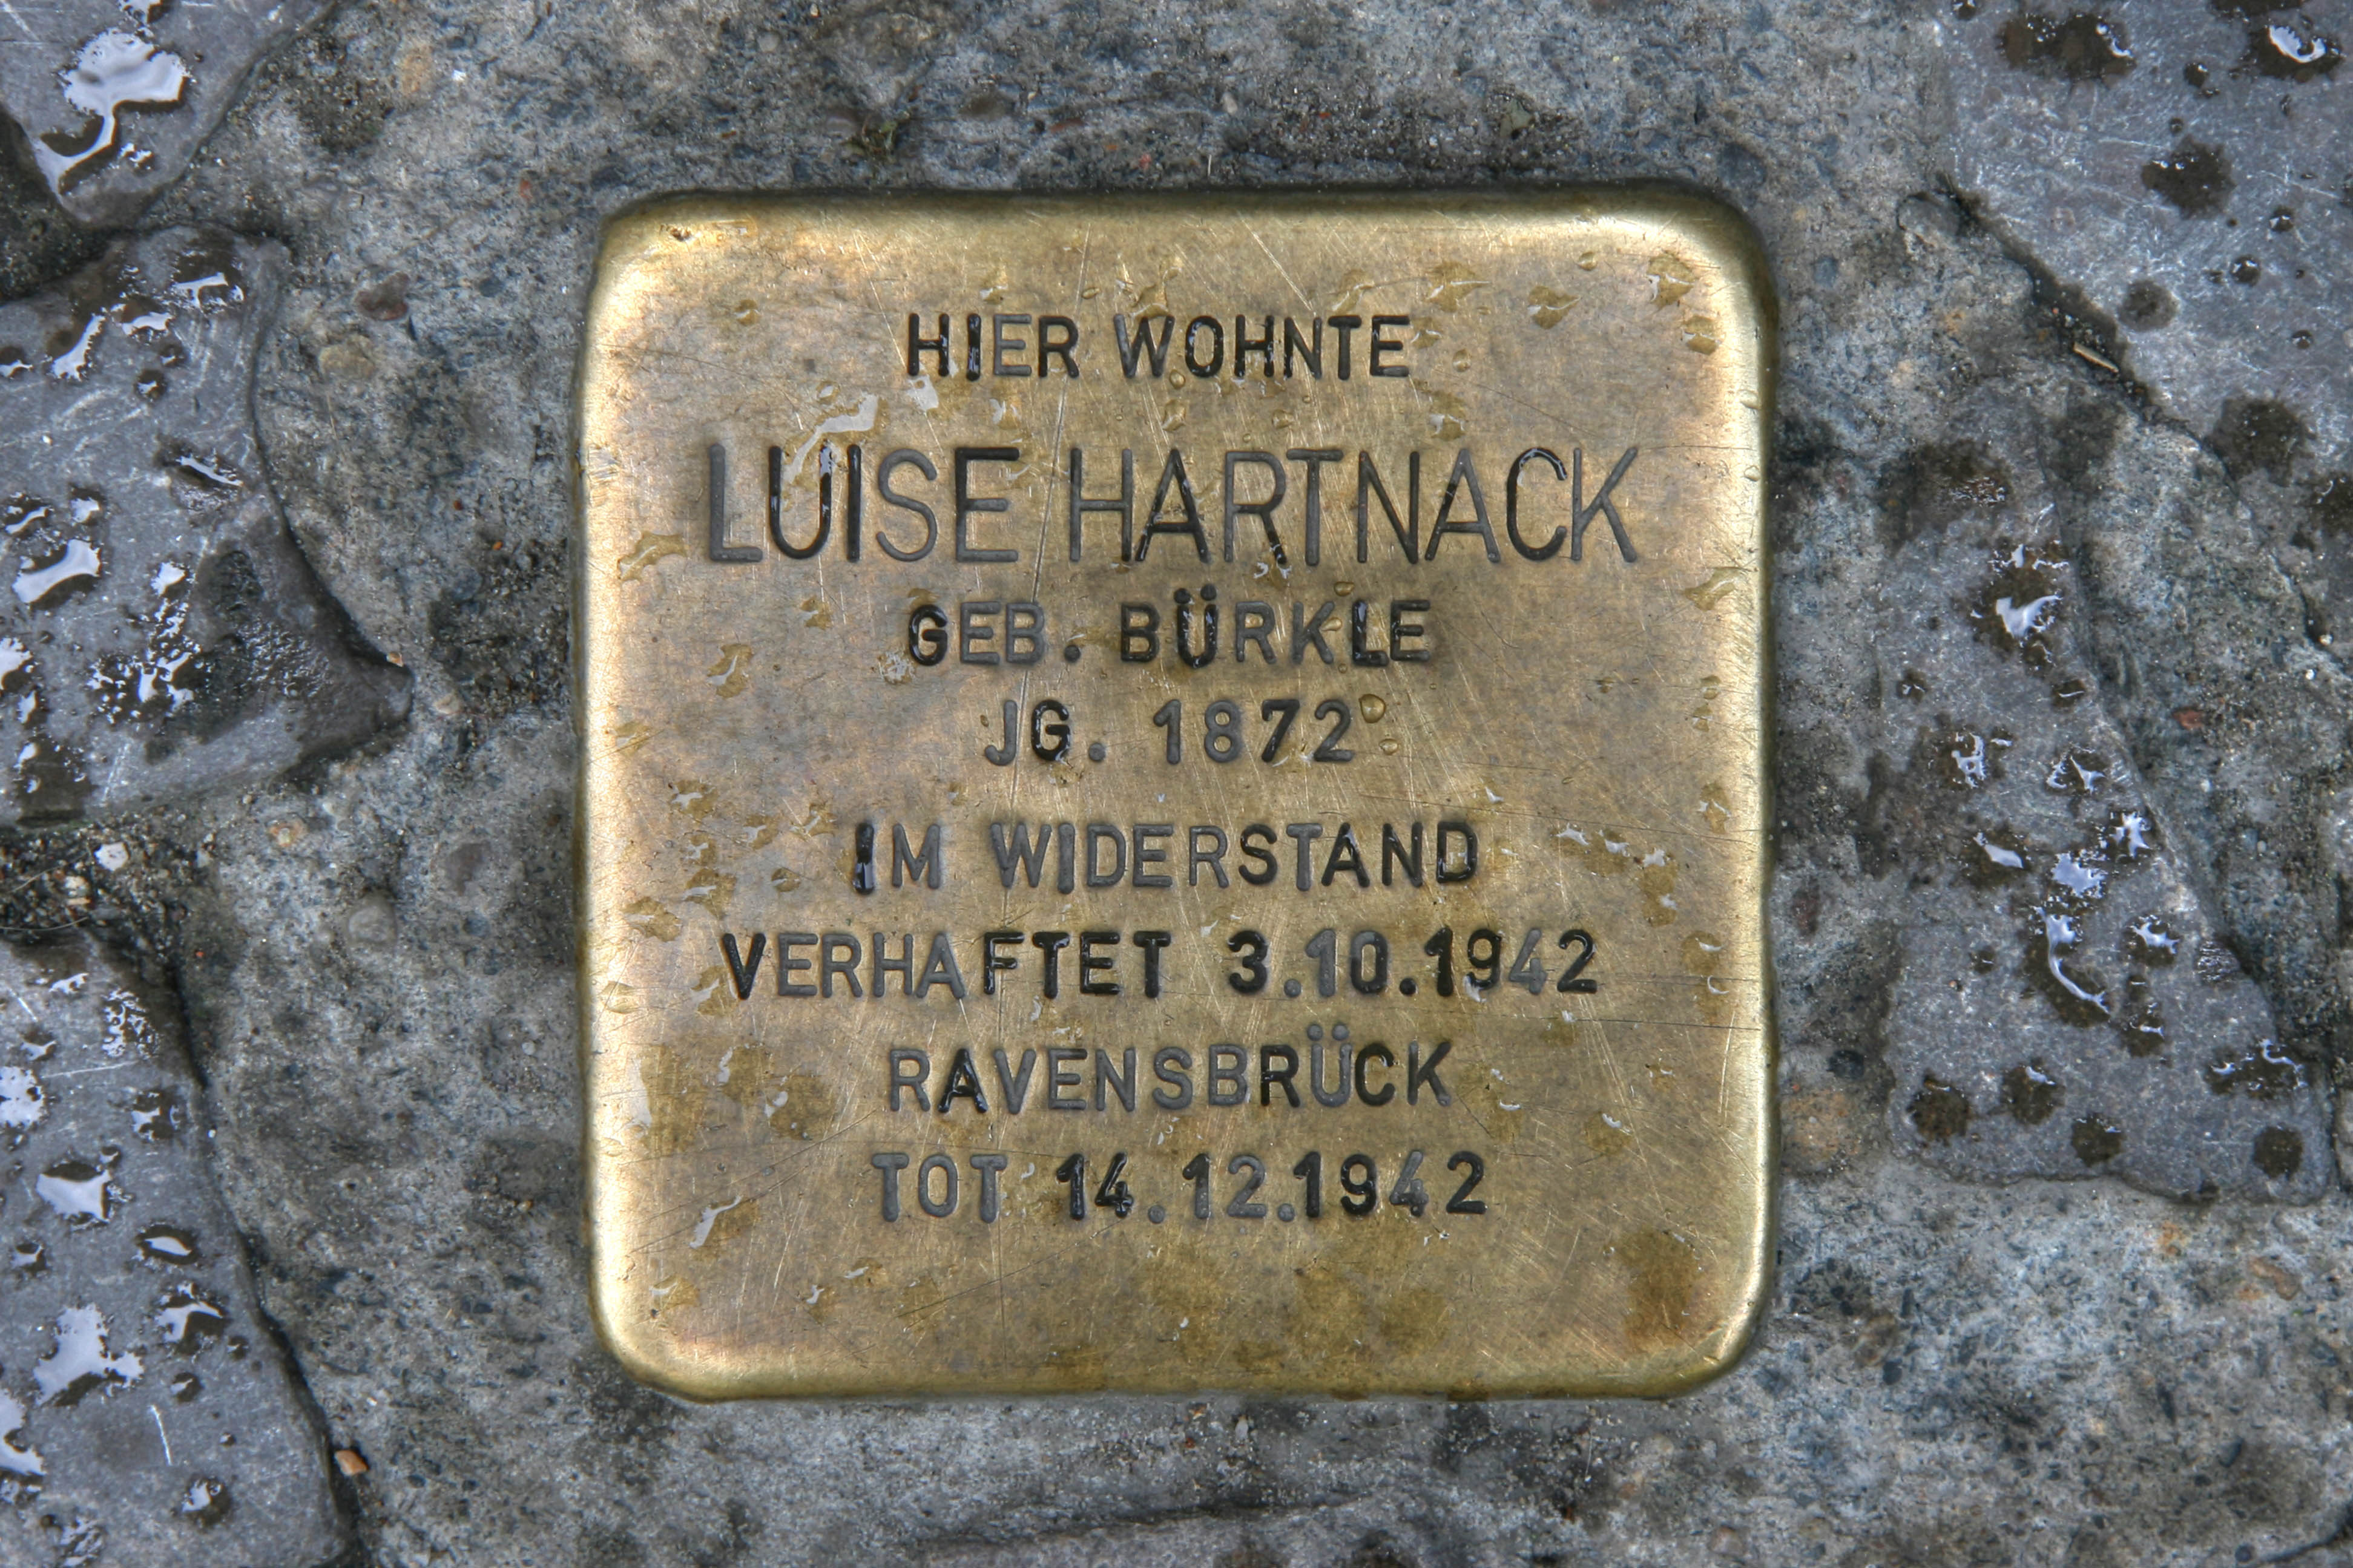 HIER WOHNTE
LUISE HARTNACK
GEB. BÜRKLE
JG. 1872
IM WIDERSTAND
VERHAFTET 3.10.1942
RAVENSBRÜCK
TOT 14.12.1942